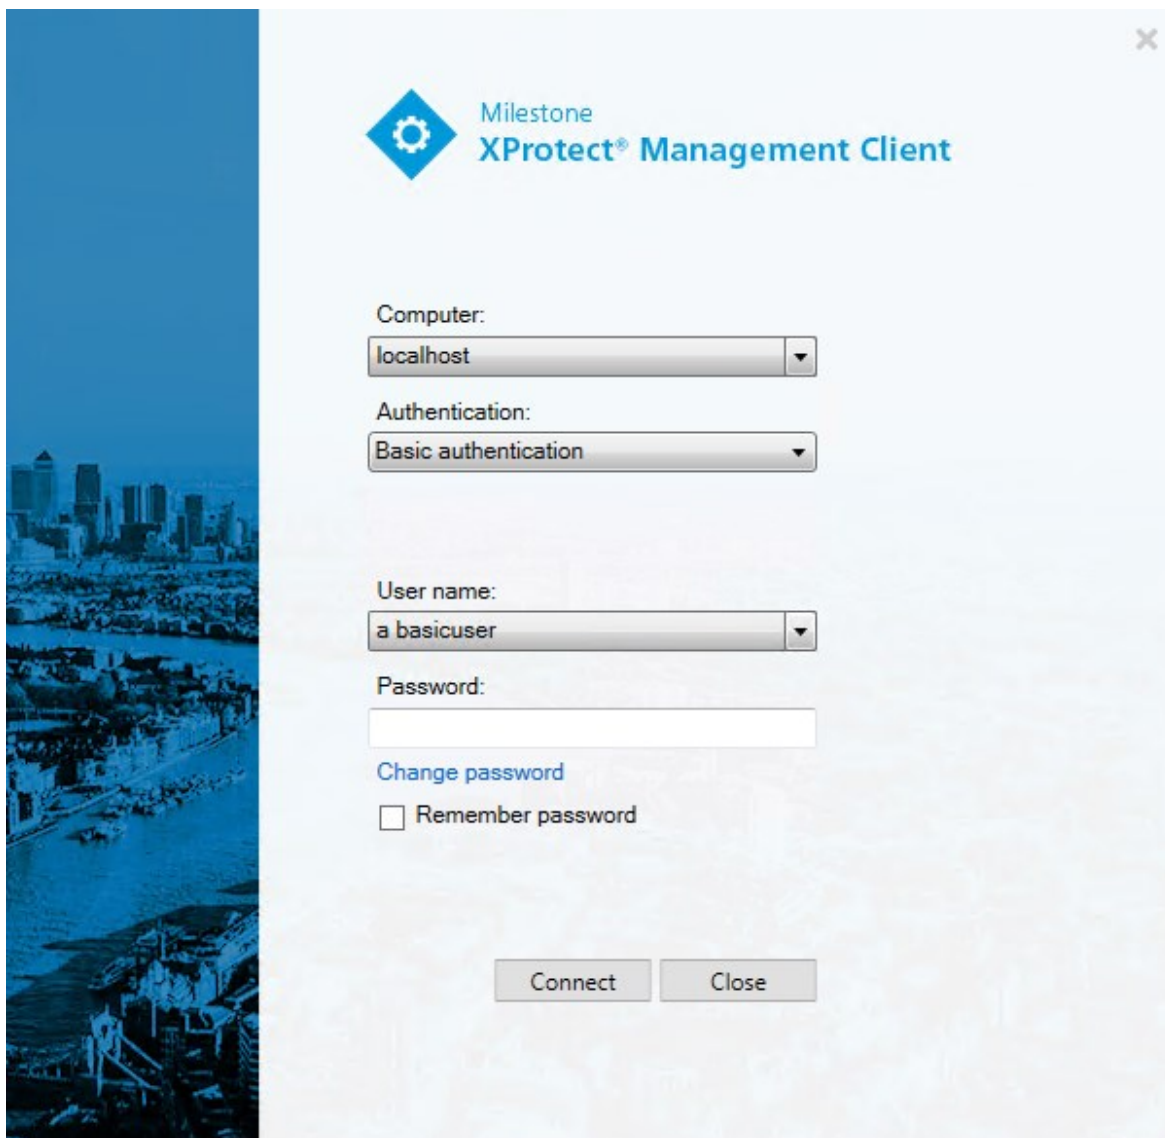 Milestone
XProtect® Management Client
Computer:
localhost
Authentication:
Basic authentication
User name:
a basicuser
Password:
Change password
Remember password
Connect Close